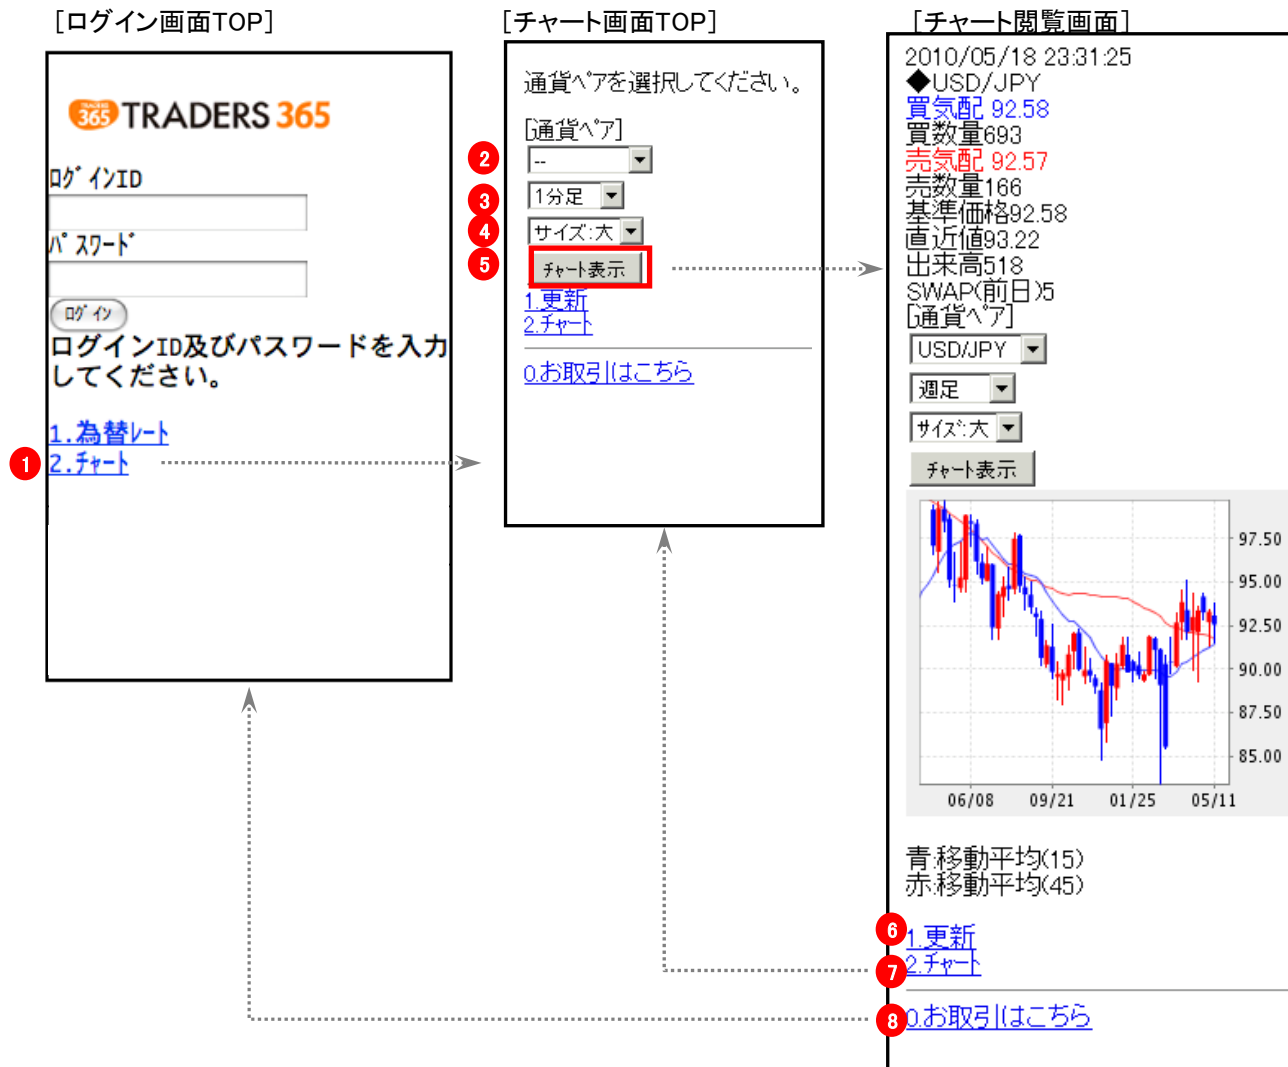 [ログイン画面TOP]
TRADERS 365
TRADERS 365
ﾛｸﾞｲﾝID
ﾊﾟｽﾜｰﾄﾞ
ﾛｸﾞｲﾝ
ログインID及びパスワードを入力
してください。
1.為替ﾚｰﾄ
1
2.ﾁｬｰﾄ
[チャート画面TOP]
通貨ﾍﾟｱを選択してください。
[通貨ﾍﾟｱ]
2
--
3
1分足
4
サイズ:大
5
ﾁｬｰﾄ表示
1.更新
2.ﾁｬｰﾄ
0.お取引はこちら
[チャート閲覧画面]
2010/05/18 23:31:25
◆USD/JPY
買気配 92.58
買数量693
売気配 92.57
売数量166
基準価格92.58
直近値93.22
出来高518
SWAP(前日)5
[通貨ﾍﾟｱ]
USD/JPY
週足
ｻｲｽﾞ:大
ﾁｬｰﾄ表示
97.50
95.00
92.50
90.00
87.50
85.00
06/08 09/21 01/25 05/11
青:移動平均(15)
赤:移動平均(45)
6
1.更新
7
2.ﾁｬｰﾄ
8
0.お取引はこちら